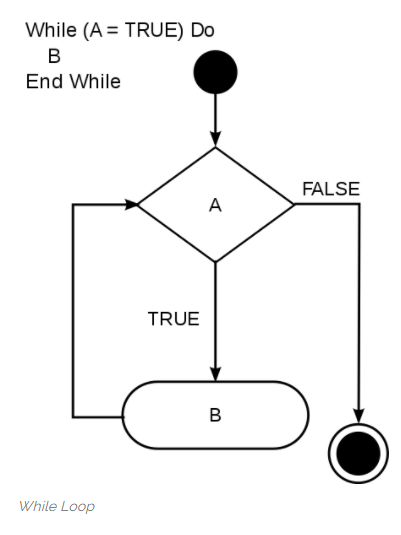 While (A = TRUE) Do
B
End While
A
FALSE
TRUE
B
While Loop